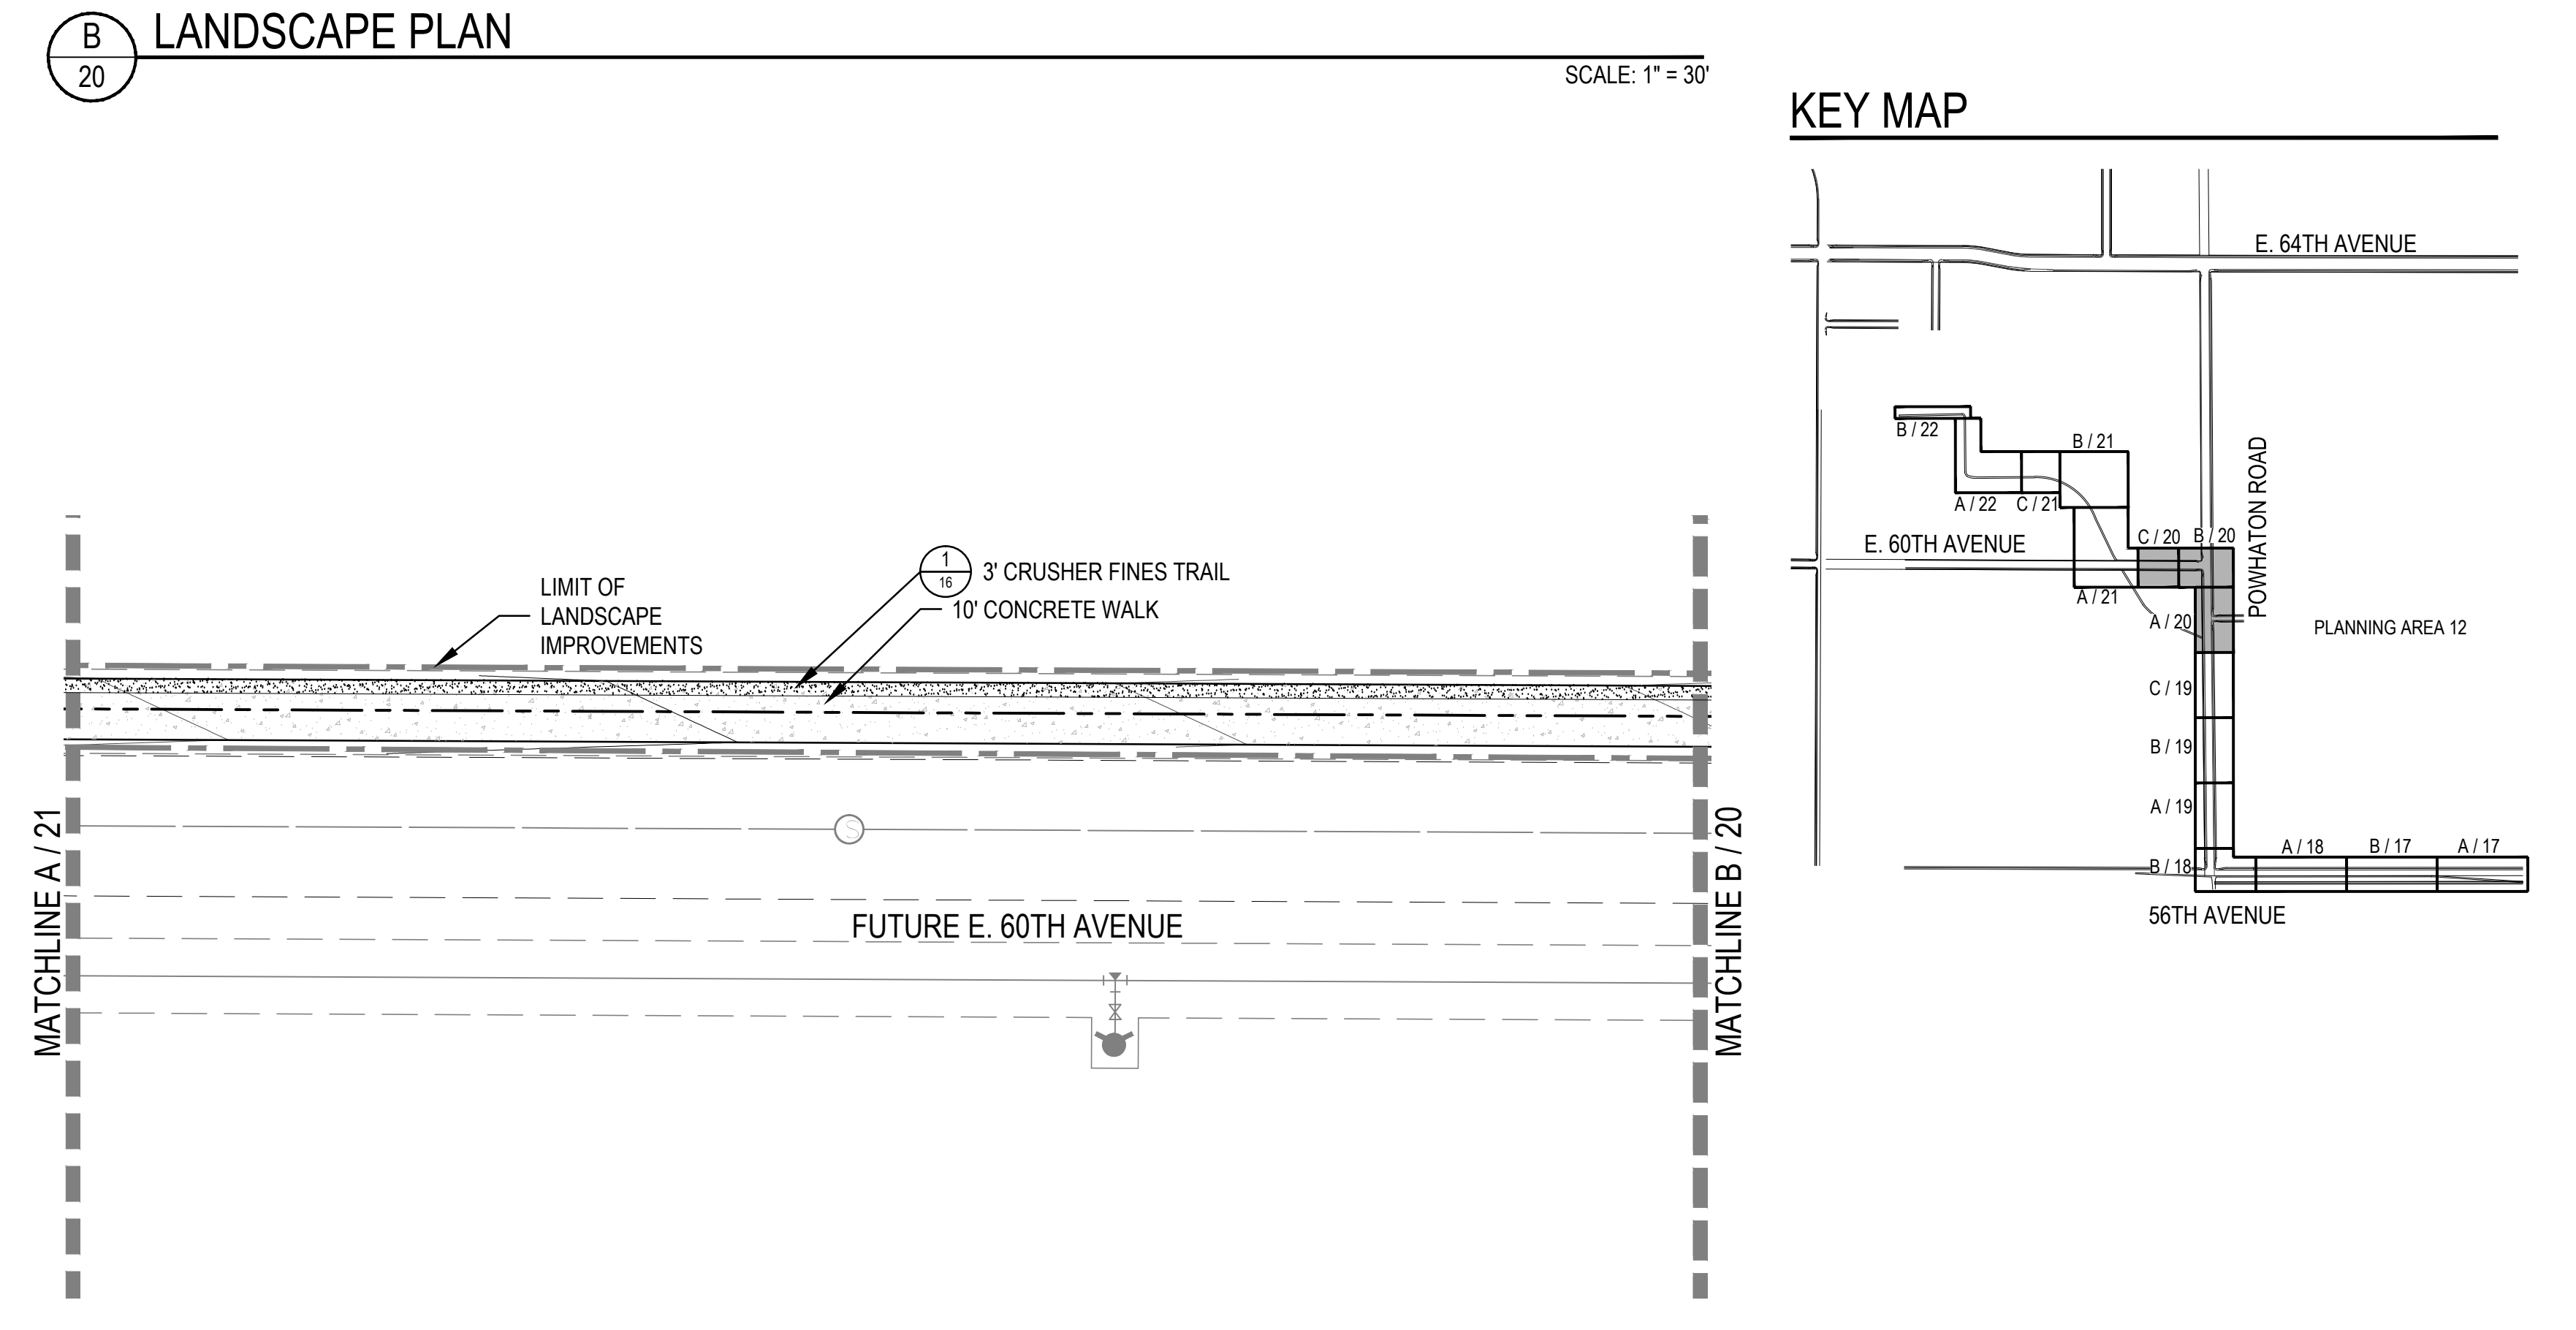 B
20
LANDSCAPE PLAN
SCALE: 1" = 30'
KEY MAP
E. 64TH AVENUE
B / 22
B / 21
A / 22
C / 21
E. 60TH AVENUE
C / 20
B / 20
POWHATON ROAD
A / 21
A / 20
PLANNING AREA 12
C / 19
B / 19
A / 19
B / 18
A / 18
B / 17
A / 17
56TH AVENUE
LIMIT OF
LANDSCAPE
IMPROVEMENTS
1
16
3' CRUSHER FINES TRAIL
10' CONCRETE WALK
MATCHLINE A / 21
S
FUTURE E. 60TH AVENUE
MATCHLINE B / 20